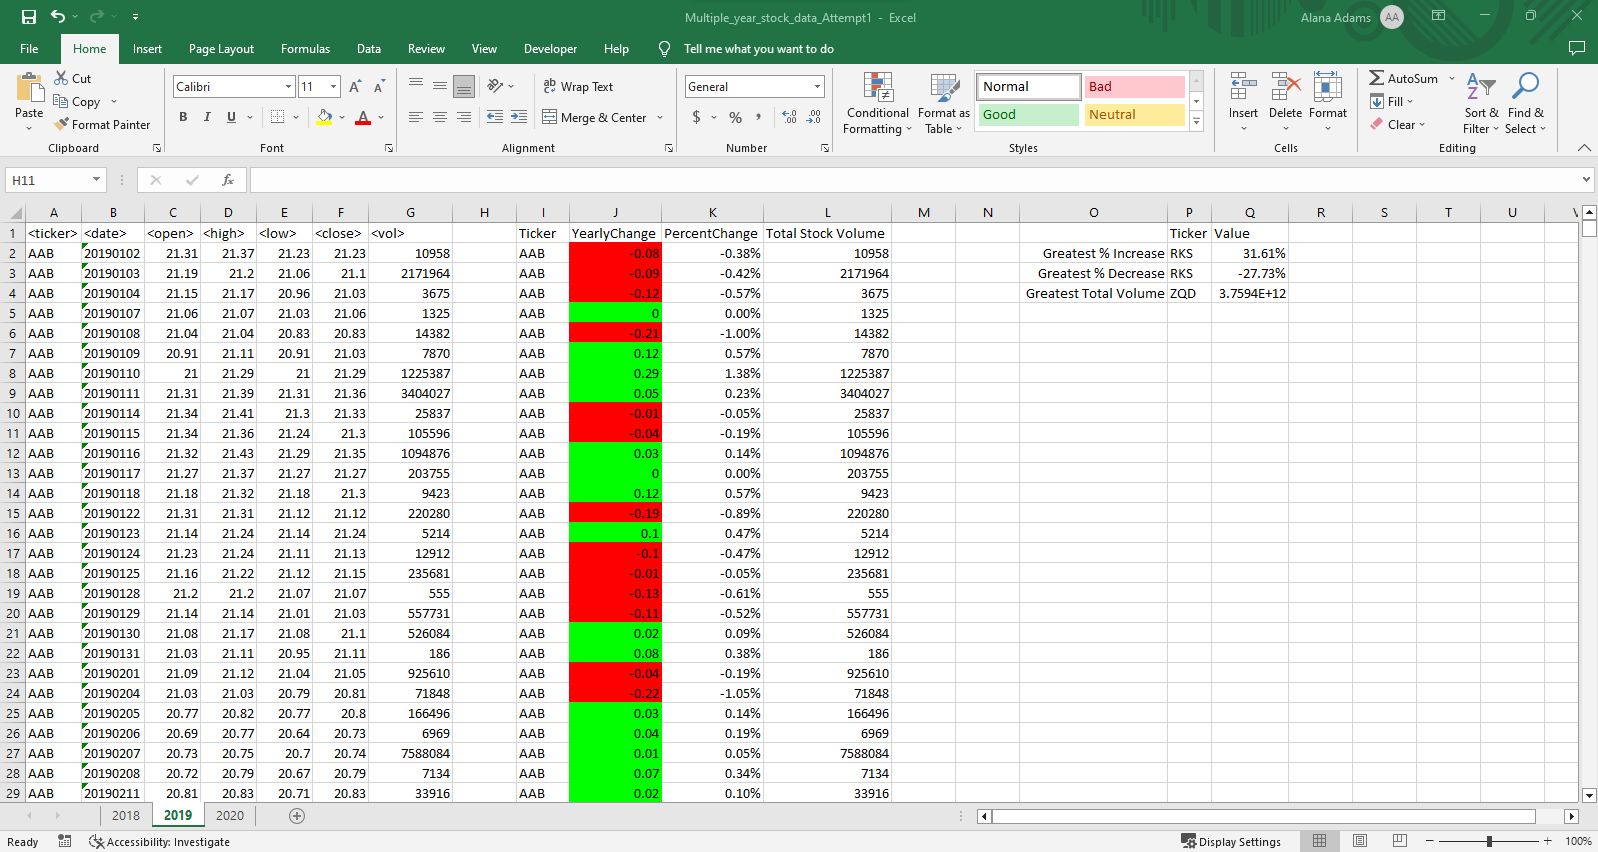 Multiple_year_stock_data_Attempt1 - Excel
Alana Adams AA
File Home Insert Page Layout Formulas Data Review View Developer Help Tell me what you want to do
Paste
Cut
Copy
Format Painter
Clipboard
Calibri 11
B I U
Font
Wrap Text
Merge & Center
Alignment
General
$ % ,
Number
Conditional Formatting
Format as Table
Normal Bad
Good Neutral
Styles
Insert Delete Format
Cells
AutoSum
Fill
Clear
Sort & Filter
Find & Select
Editing
H11 fx
A B C D E F G H I J K L M N O P Q R S T U V
1 <ticker> <date> <open> <high> <low> <close> <vol> Ticker YearlyChange PercentChange Total Stock Volume Ticker Value
2 AAB 20190102 21.31 21.37 21.23 21.23 10958 AAB -0.08 -0.38% 10958 Greatest % Increase RKS 31.61%
3 AAB 20190103 21.19 21.2 21.06 21.1 2171964 AAB -0.09 -0.42% 2171964 Greatest % Decrease RKS -27.73%
4 AAB 20190104 21.15 21.17 20.96 21.03 3675 AAB -0.12 -0.57% 3675 Greatest Total Volume ZQD 3.7594E+12
5 AAB 20190107 21.06 21.07 21.03 21.06 1325 AAB 0 0.00% 1325
6 AAB 20190108 21.04 21.04 20.83 20.83 14382 AAB -0.21 -1.00% 14382
7 AAB 20190109 20.91 21.11 20.91 21.03 7870 AAB 0.12 0.57% 7870
8 AAB 20190110 21 21.29 21 21.29 1225387 AAB 0.29 1.38% 1225387
9 AAB 20190111 21.31 21.39 21.31 21.36 3404027 AAB 0.05 0.23% 3404027
10 AAB 20190114 21.34 21.41 21.3 21.33 25837 AAB -0.01 -0.05% 25837
11 AAB 20190115 21.34 21.36 21.24 21.3 105596 AAB -0.04 -0.19% 105596
12 AAB 20190116 21.32 21.43 21.29 21.35 1094876 AAB 0.03 0.14% 1094876
13 AAB 20190117 21.27 21.37 21.27 21.27 203755 AAB 0 0.00% 203755
14 AAB 20190118 21.18 21.32 21.18 21.3 9423 AAB 0.12 0.57% 9423
15 AAB 20190122 21.31 21.31 21.12 21.12 220280 AAB -0.19 -0.89% 220280
16 AAB 20190123 21.14 21.24 21.14 21.24 5214 AAB 0.1 0.47% 5214
17 AAB 20190124 21.23 21.24 21.11 21.13 12912 AAB -0.1 -0.47% 12912
18 AAB 20190125 21.16 21.22 21.12 21.15 235681 AAB -0.01 -0.05% 235681
19 AAB 20190128 21.2 21.2 21.07 21.07 555 AAB -0.13 -0.61% 555
20 AAB 20190129 21.14 21.14 21.01 21.03 557731 AAB -0.11 -0.52% 557731
21 AAB 20190130 21.08 21.17 21.08 21.1 526084 AAB 0.02 0.09% 526084
22 AAB 20190131 21.03 21.11 20.95 21.11 186 AAB 0.08 0.38% 186
23 AAB 20190201 21.09 21.12 21.04 21.05 925610 AAB -0.04 -0.19% 925610
24 AAB 20190204 21.03 21.03 20.79 20.81 71848 AAB -0.22 -1.05% 71848
25 AAB 20190205 20.77 20.82 20.77 20.8 166496 AAB 0.03 0.14% 166496
26 AAB 20190206 20.69 20.77 20.64 20.73 6969 AAB 0.04 0.19% 6969
27 AAB 20190207 20.73 20.75 20.7 20.74 7588084 AAB 0.01 0.05% 7588084
28 AAB 20190208 20.72 20.79 20.67 20.79 7134 AAB 0.07 0.34% 7134
29 AAB 20190211 20.81 20.83 20.71 20.83 33916 AAB 0.02 0.10% 33916
2018 2019 2020
Ready Accessibility: Investigate Display Settings 100%